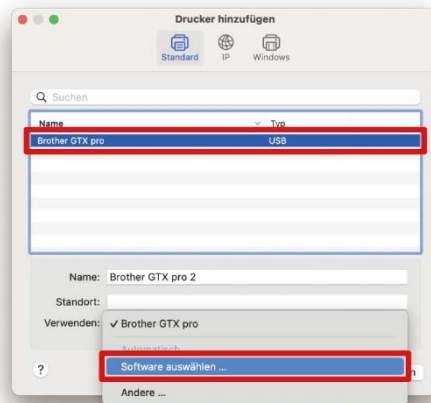 Drucker hinzufügen
Standard IP Windows
Suchen
Name Typ
Brother GTX pro USB
Name: Brother GTX pro 2
Standort:
Verwenden: ✓ Brother GTX pro
Automatisch
Software auswählen ...
?
Andere ...